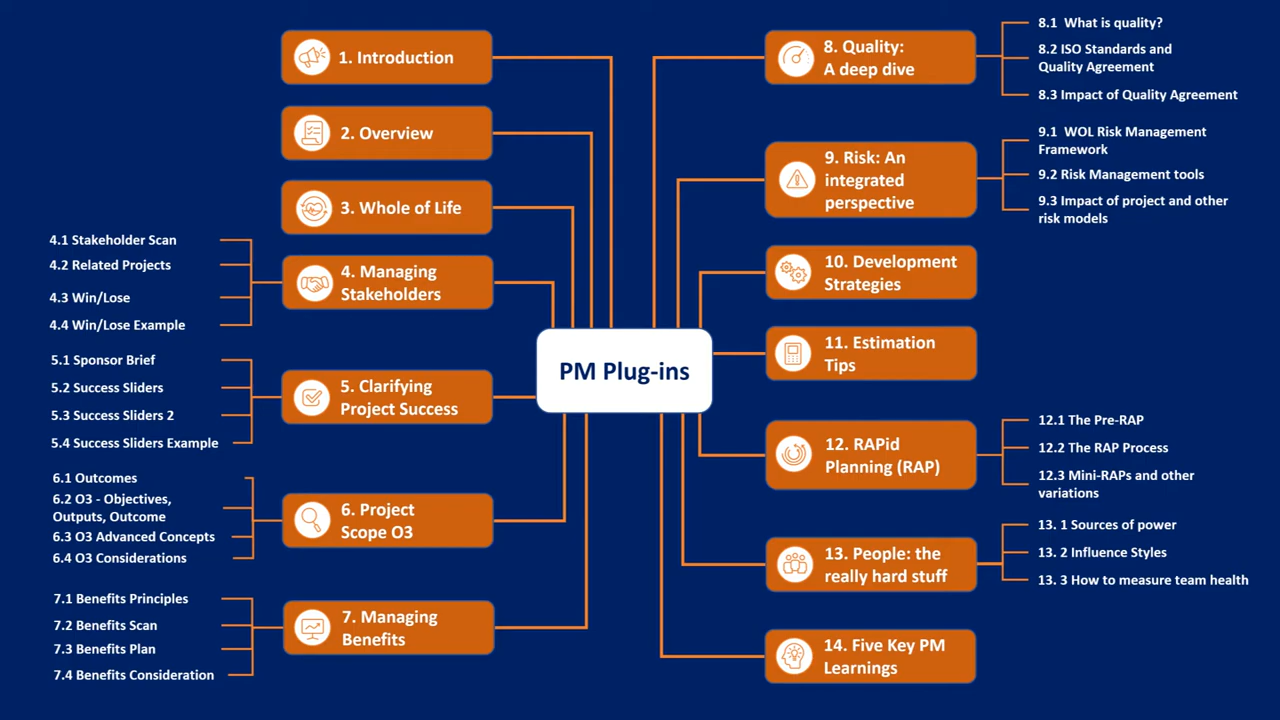 1. Introduction
2. Overview
3. Whole of Life
4.1 Stakeholder Scan
4.2 Related Projects
4.3 Win/Lose
4.4 Win/Lose Example
4. Managing
Stakeholders
5.1 Sponsor Brief
5.2 Success Sliders
5.3 Success Sliders 2
5.4 Success Sliders Example
5. Clarifying
Project Success
6.1 Outcomes
6.2 O3 - Objectives,
Outputs, Outcome
6.3 O3 Advanced Concepts
6.4 O3 Considerations
6. Project
Scope O3
7.1 Benefits Principles
7.2 Benefits Scan
7.3 Benefits Plan
7.4 Benefits Consideration
7. Managing
Benefits
PM Plug-ins
8. Quality:
A deep dive
8.1 What is quality?
8.2 ISO Standards and
Quality Agreement
8.3 Impact of Quality Agreement
9. Risk: An
integrated
perspective
9.1 WOL Risk Management
Framework
9.2 Risk Management tools
9.3 Impact of project and other
risk models
10. Development
Strategies
11. Estimation
Tips
12. RAPid
Planning (RAP)
12.1 The Pre-RAP
12.2 The RAP Process
12.3 Mini-RAPs and other
variations
13. People: the
really hard stuff
13. 1 Sources of power
13. 2 Influence Styles
13. 3 How to measure team health
14. Five Key PM
Learnings